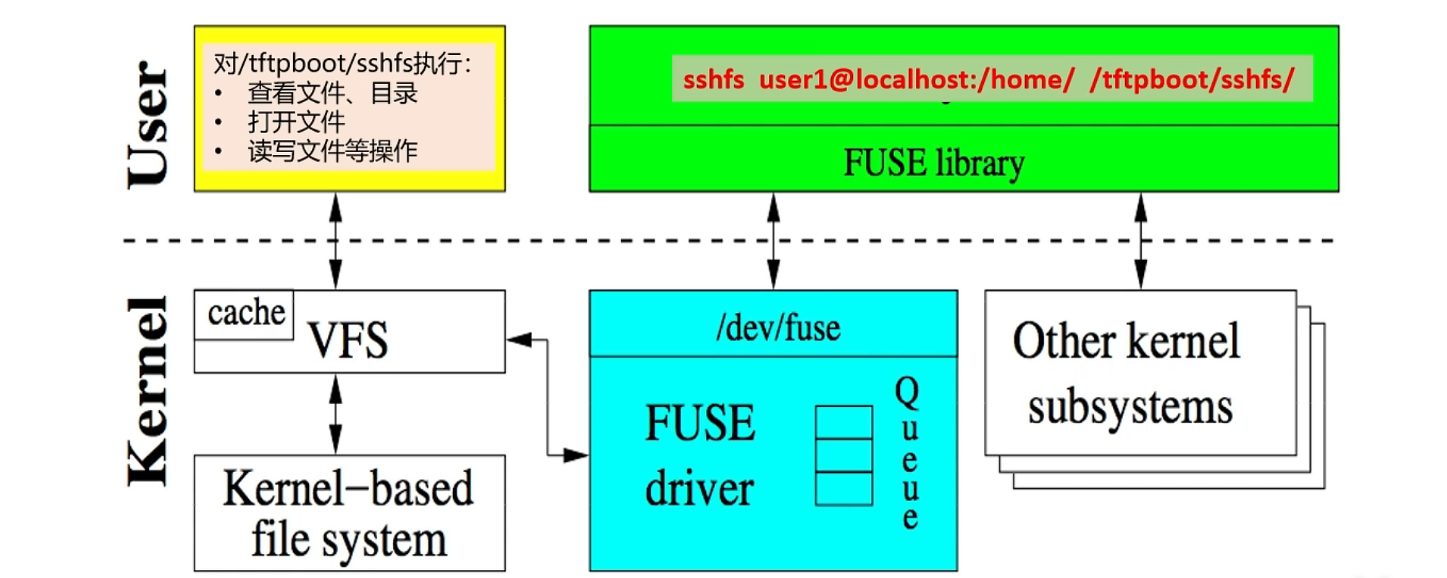 User
对/tftpboot/sshfs执行：
• 查看文件、目录
• 打开文件
• 读写文件等操作
sshfs user1@localhost:/home/ /tftpboot/sshfs/
FUSE library
Kernel
cache
VFS
Kernel-based
file system
/dev/fuse
FUSE
driver
Queue
Other kernel
subsystems